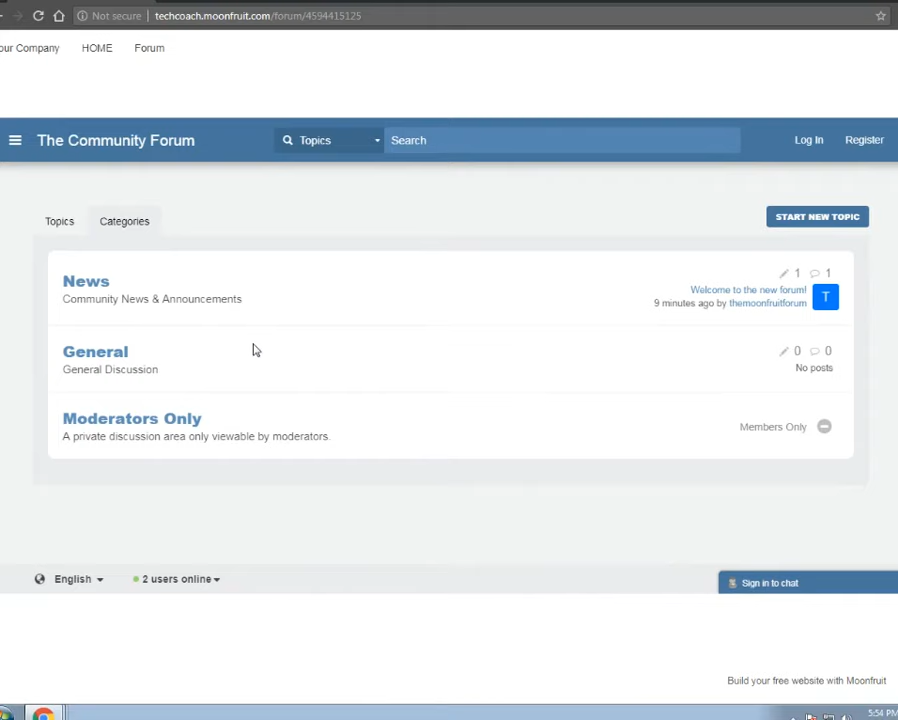 Not secure techcoach.moonfruit.com/forum/4594415125
our Company HOME Forum
The Community Forum Topics Search Log In Register
Topics Categories START NEW TOPIC
News 1 1
Community News & Announcements Welcome to the new forum!
9 minutes ago by themoonfruitforum
T
General 0 0
General Discussion No posts
Moderators Only
A private discussion area only viewable by moderators. Members Only
English 2 users online Sign in to chat
Build your free website with Moonfruit
5:54 PM